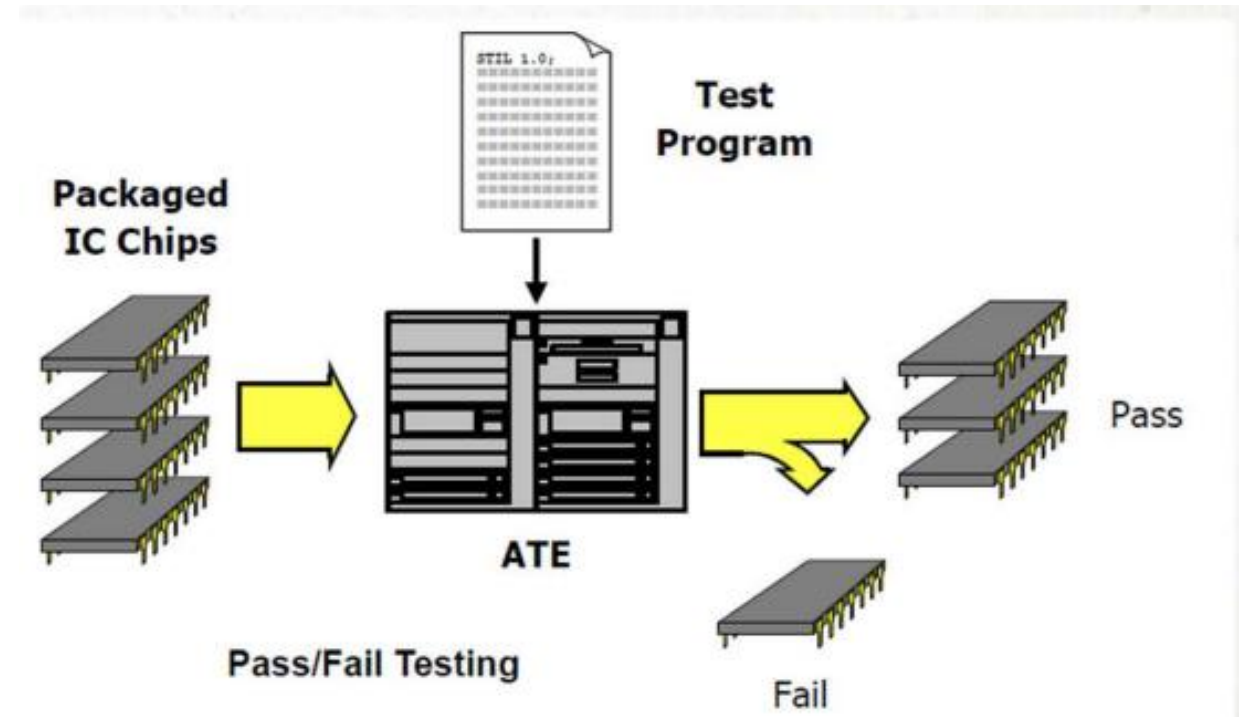 STIL 1.0;
Test
Program
Packaged
IC Chips
Pass
ATE
Pass/Fail Testing
Fail